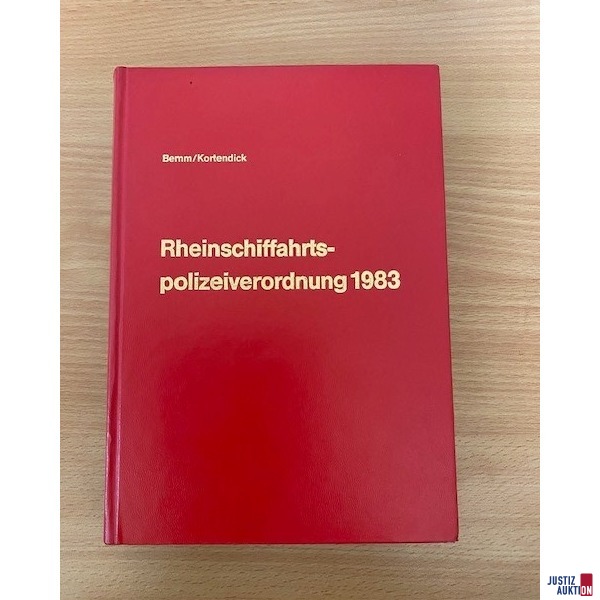 Bemm/Kortendick
Rheinschiffahrts-
polizeiverordnung 1983
JUSTIZ
AUKTION